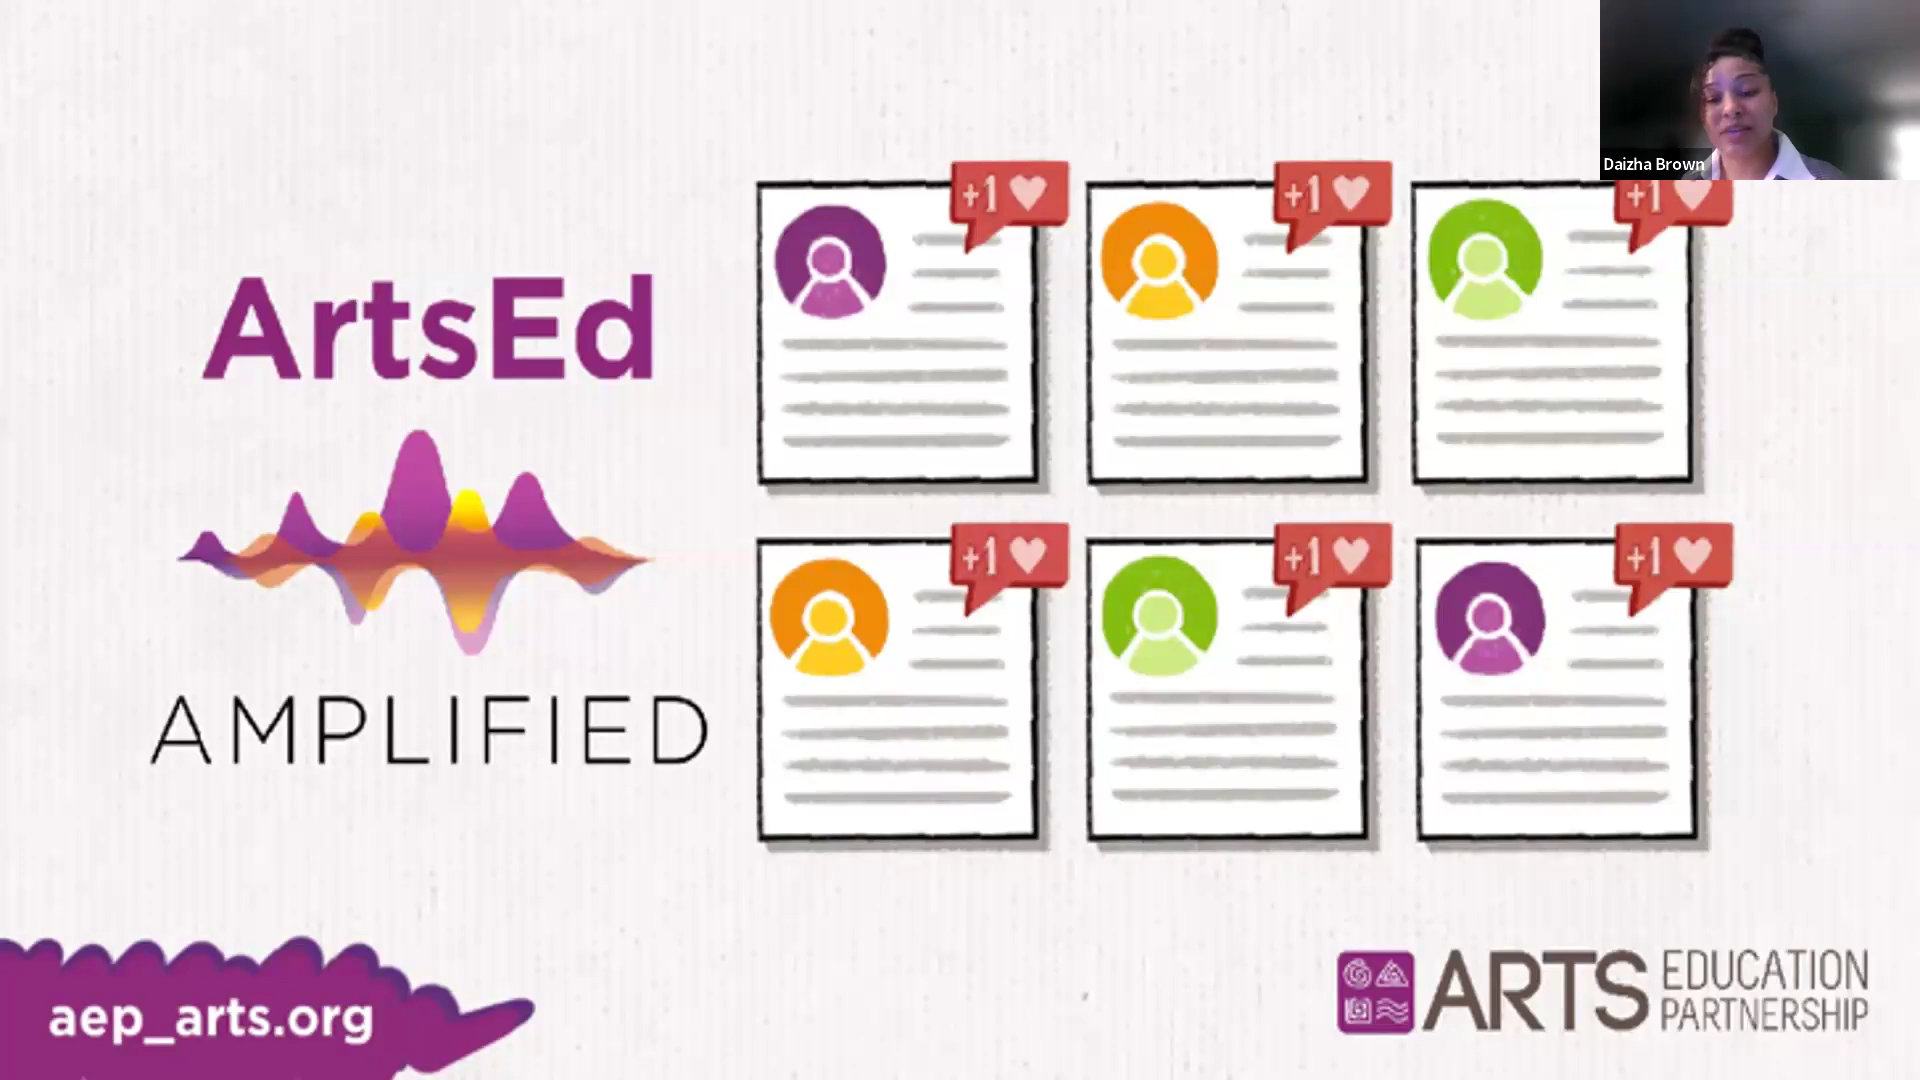 Daizha Brown
+1
+1
+1
ArtsEd
AMPLIFIED
+1
+1
+1
aep_arts.org
ARTS EDUCATION
PARTNERSHIP